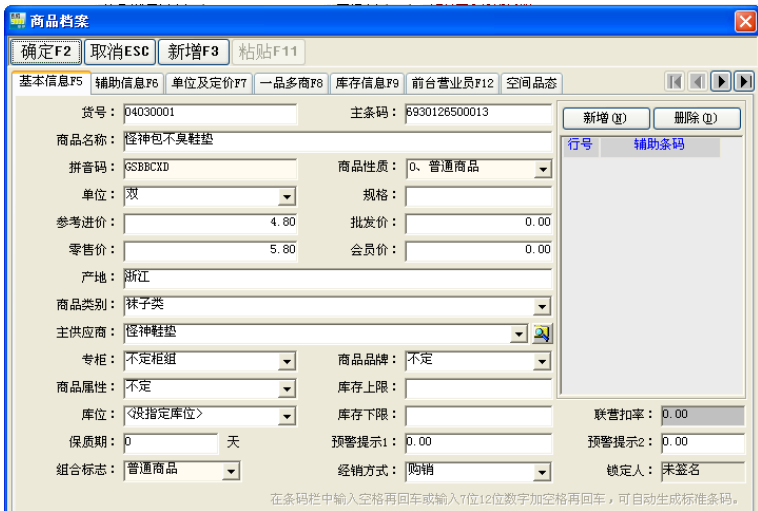 商品档案
确定F2 取消ESC 新增F3 粘贴F11
基本信息F5 辅助信息F6 单位及定价F7 一品多商F8 库存信息F9 前台营业员F12 空间品态
货号： 04030001 主条码： 6930126500013 新增(N) 删除(D)
商品名称： 怪神包不臭鞋垫 行号 辅助条码
拼音码： GSBBCXD 商品性质： 0、普通商品
单位： 双 规格：
参考进价： 4.80 批发价： 0.00
零售价： 5.80 会员价： 0.00
产地： 浙江
商品类别： 袜子类
主供应商： 怪神鞋垫
专柜： 不定柜组 商品品牌： 不定
商品属性： 不定 库存上限：
库位： <没指定库位> 库存下限： 联营扣率： 0.00
保质期： 0 天 预警提示1： 0.00 预警提示2： 0.00
组合标志： 普通商品 经销方式： 购销 锁定人： 未签名
在条码栏中输入空格再回车或输入7位12位数字加空格再回车，可自动生成标准条码。